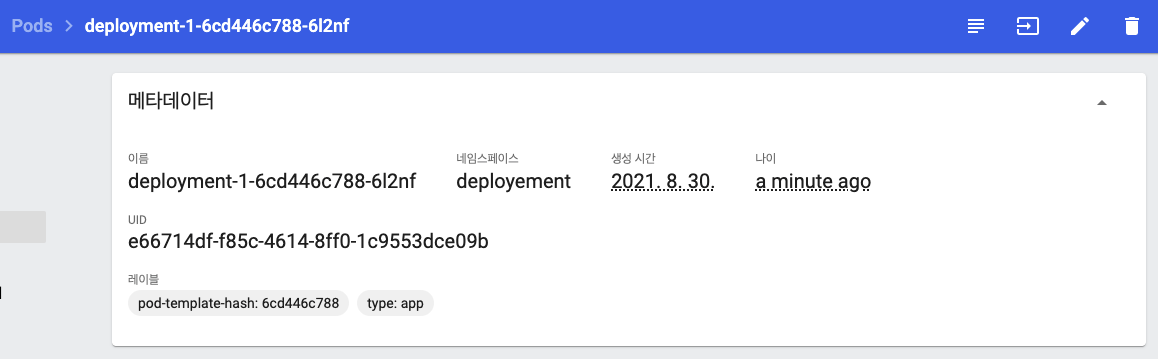 Pods > deployment-1-6cd446c788-6l2nf
메타데이터
이름 네임스페이스 생성 시간 나이
deployment-1-6cd446c788-6l2nf deployement 2021. 8. 30. a minute ago
UID
e66714df-f85c-4614-8ff0-1c9553dce09b
레이블
pod-template-hash: 6cd446c788 type: app